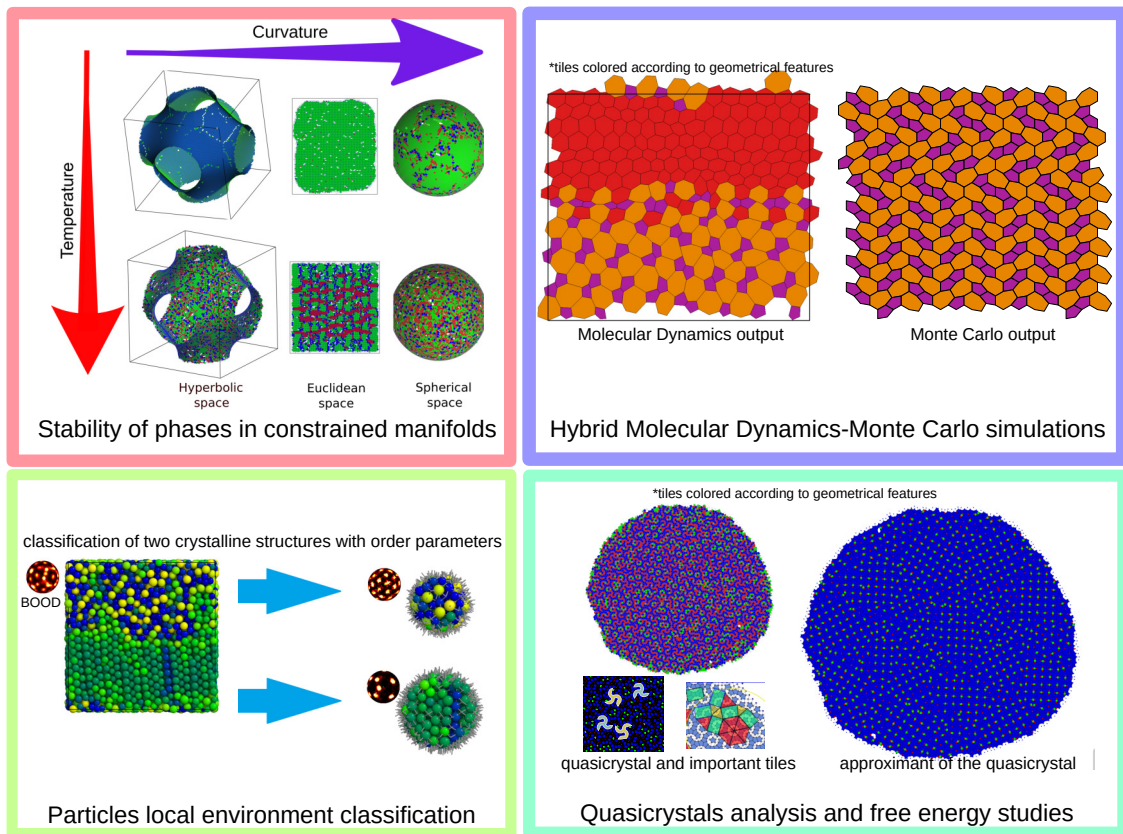 Curvature
Temperature
Hyperbolic
space
Euclidean
space
Spherical
space
Stability of phases in constrained manifolds
*tiles colored according to geometrical features
Molecular Dynamics output
Monte Carlo output
Hybrid Molecular Dynamics-Monte Carlo simulations
classification of two crystalline structures with order parameters
BOOD
Particles local environment classification
*tiles colored according to geometrical features
quasicrystal and important tiles
approximant of the quasicrystal
Quasicrystals analysis and free energy studies